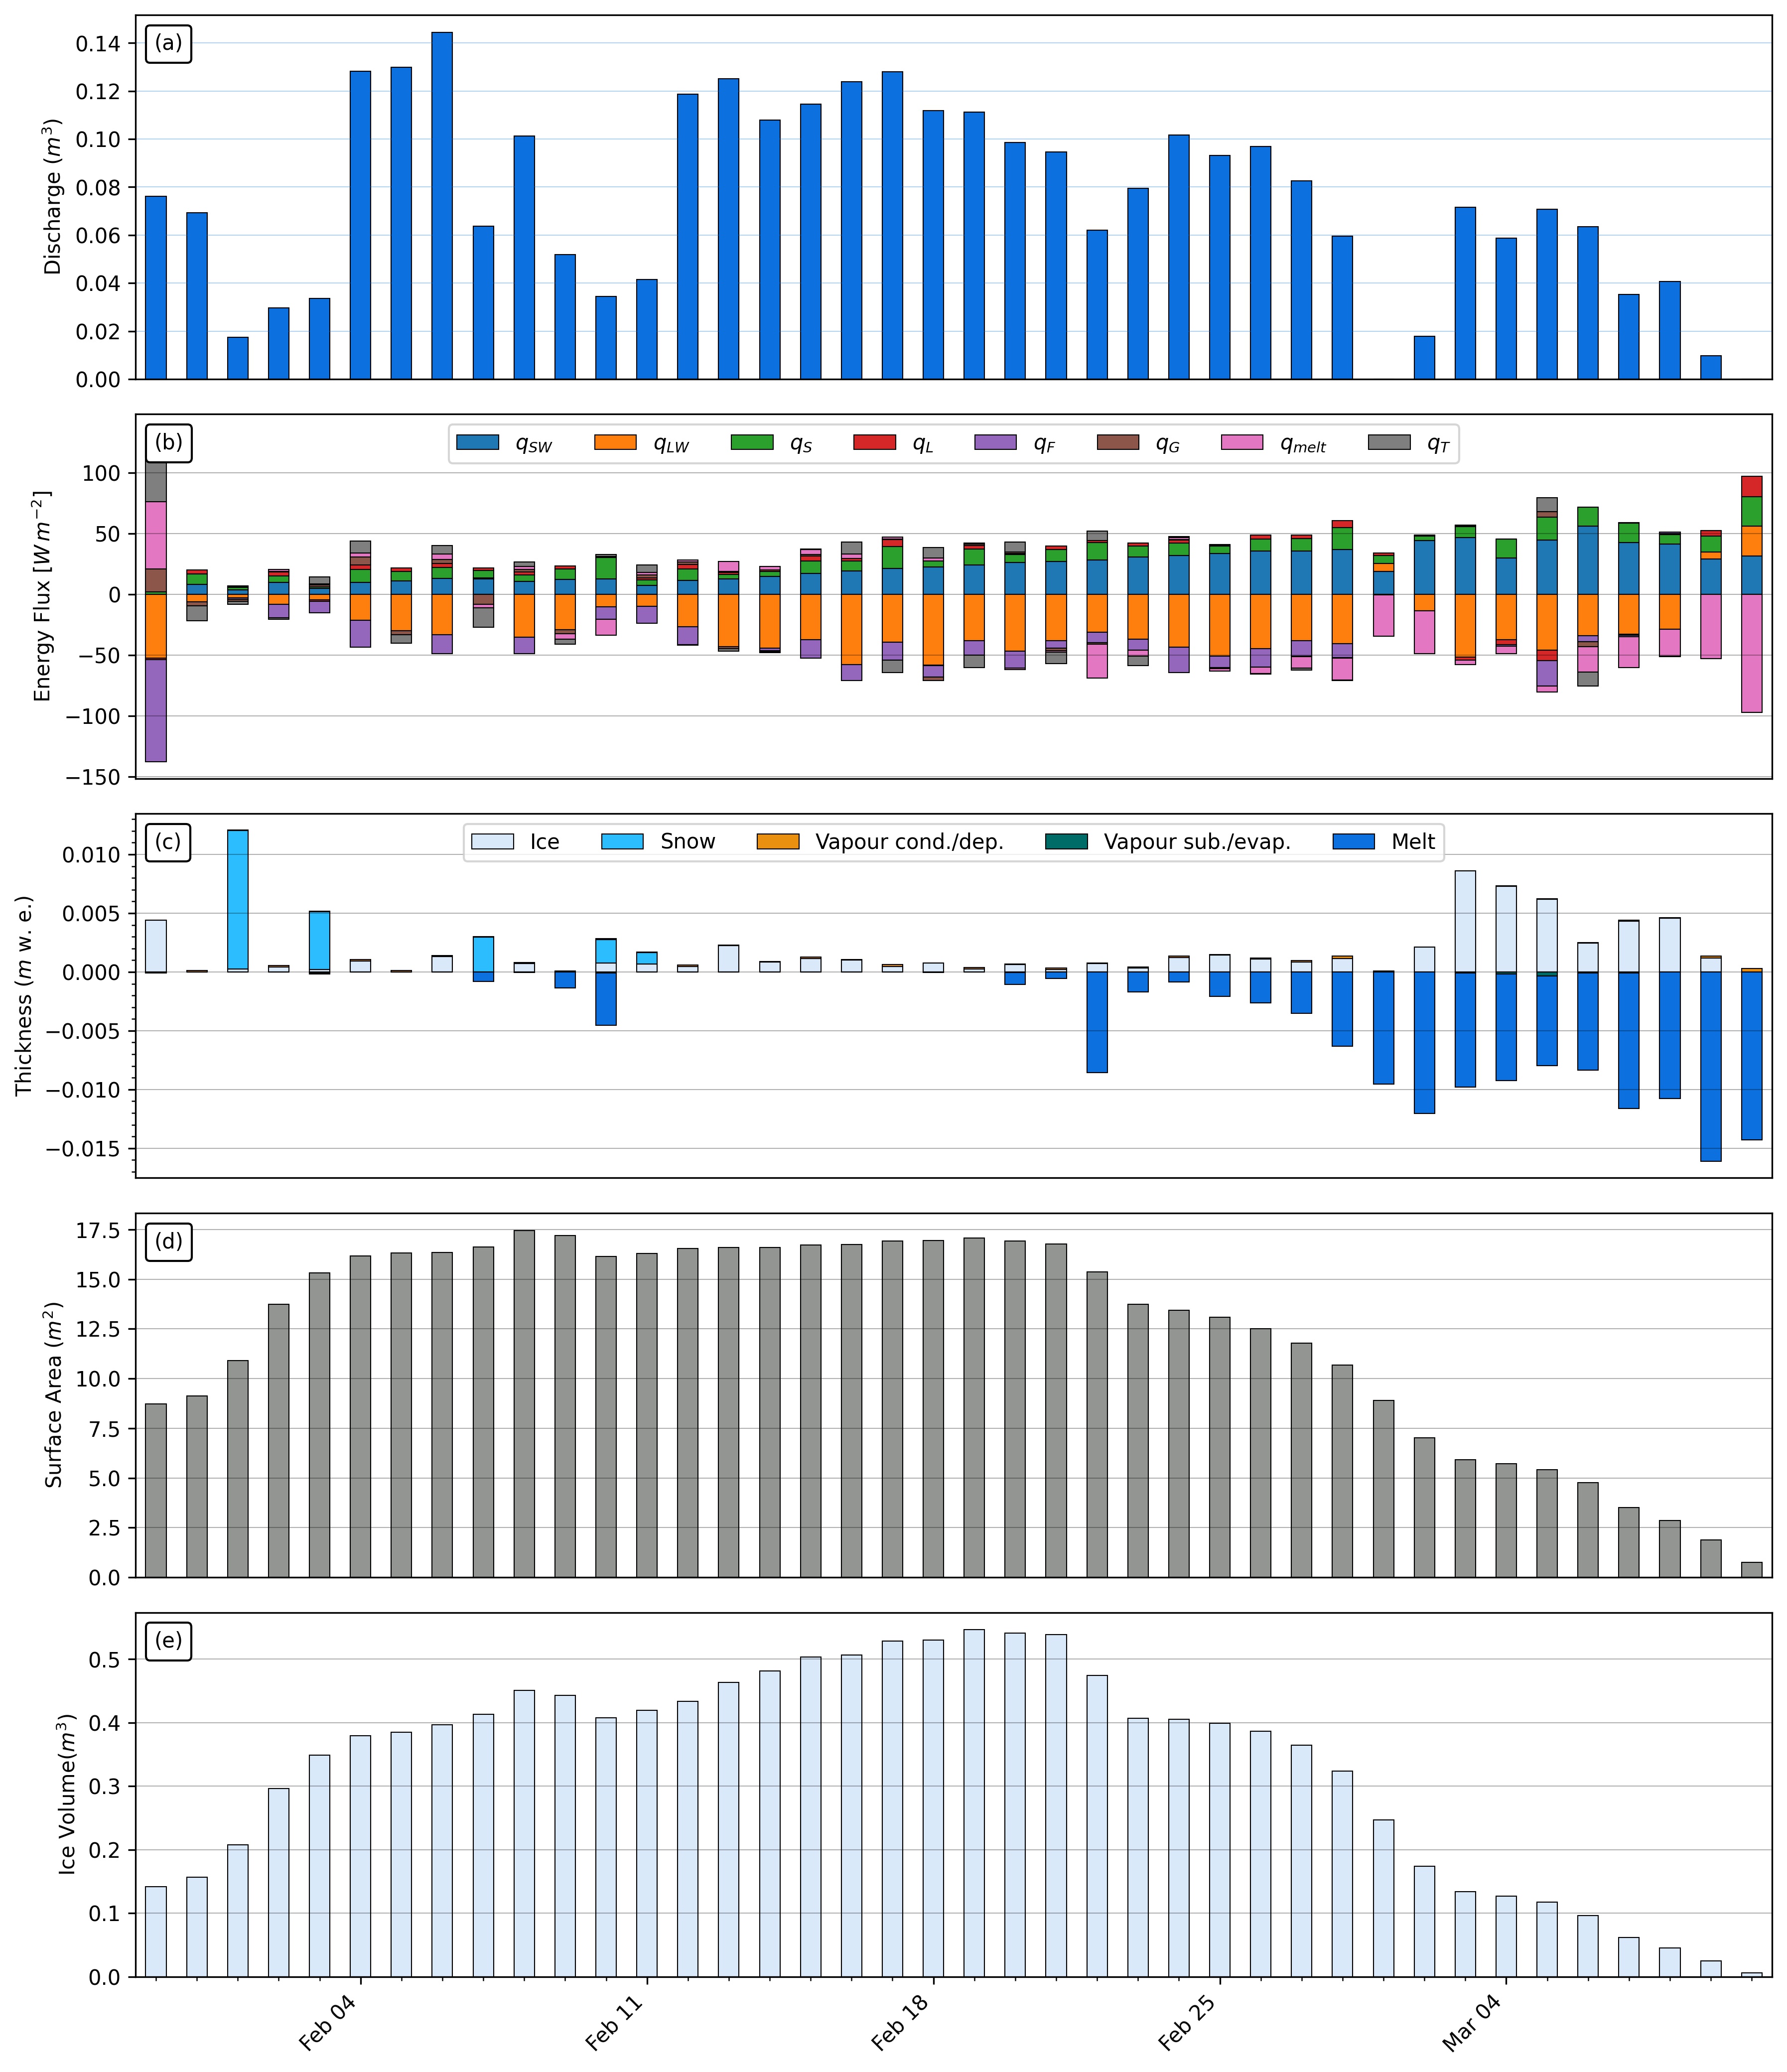 (a)
0.14
0.12
0.10
0.08
0.06
0.04
0.02
0.00
Discharge (m³)
(b)
q_SW q_LW q_S q_L q_F q_G q_melt q_T
100
50
0
−50
−100
−150
Energy Flux [W m⁻²]
(c)
Ice Snow Vapour cond./dep. Vapour sub./evap. Melt
0.010
0.005
0.000
−0.005
−0.010
−0.015
Thickness (m w. e.)
(d)
17.5
15.0
12.5
10.0
7.5
5.0
2.5
0.0
Surface Area (m²)
(e)
0.5
0.4
0.3
0.2
0.1
0.0
Ice Volume(m³)
Feb 04 Feb 11 Feb 18 Feb 25 Mar 04